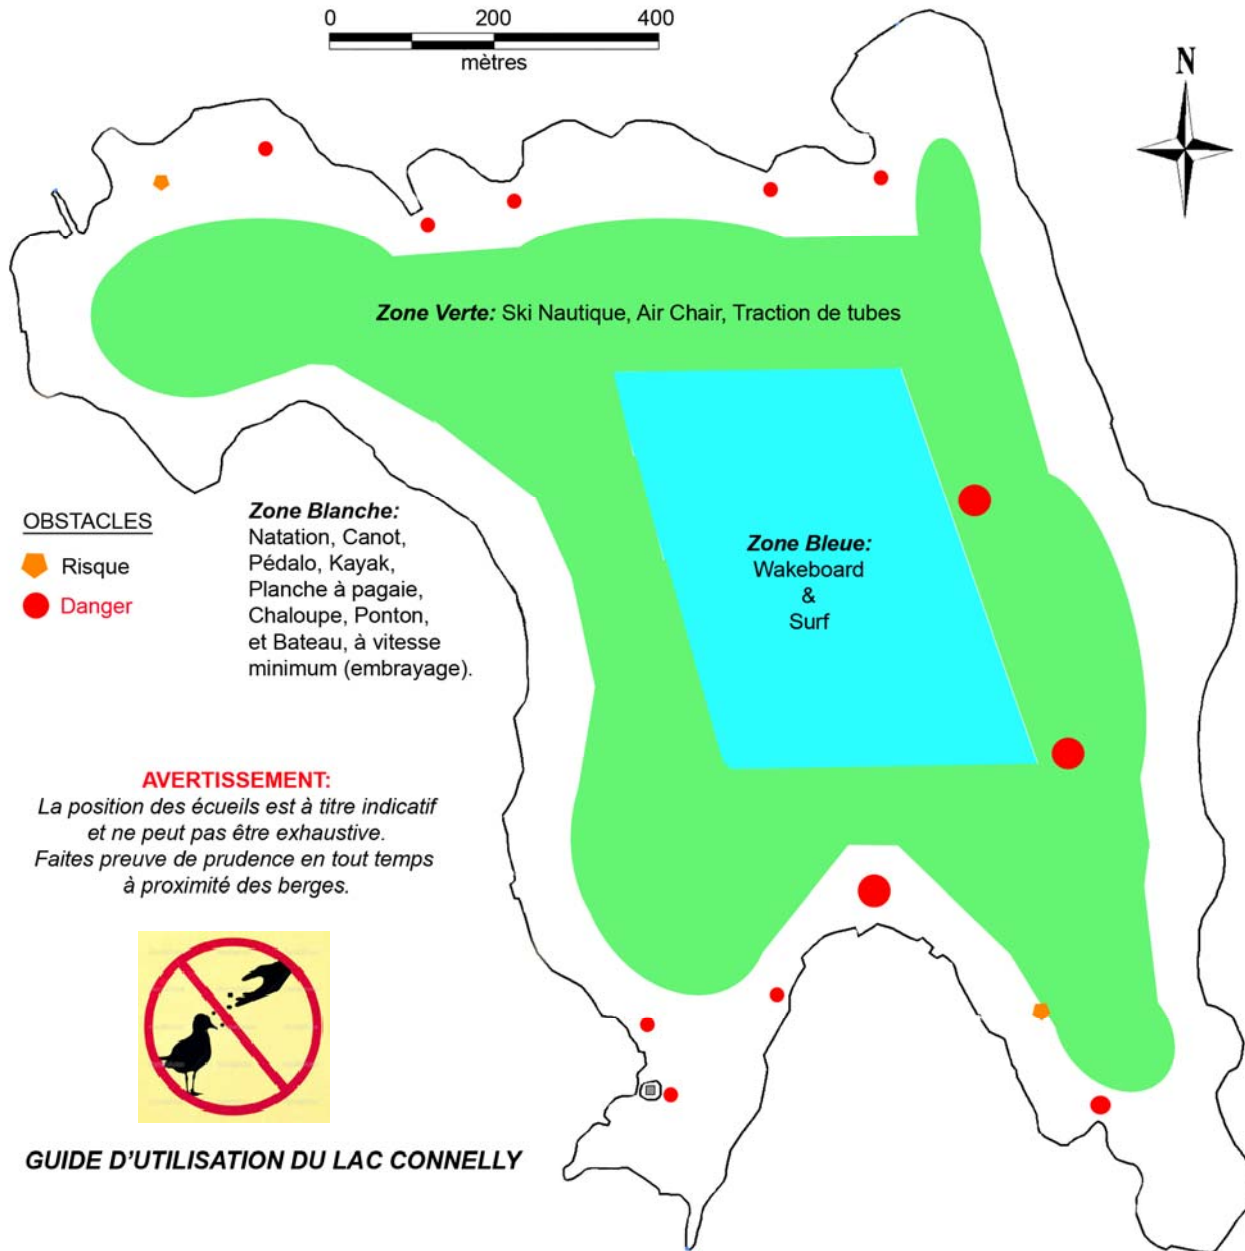 0 200 400
mètres
N
Zone Verte: Ski Nautique, Air Chair, Traction de tubes
OBSTACLES
Risque
Danger
Zone Blanche:
Natation, Canot,
Pédalo, Kayak,
Planche à pagaie,
Chaloupe, Ponton,
et Bateau, à vitesse
minimum (embrayage).
Zone Bleue:
Wakeboard
&
Surf
AVERTISSEMENT:
La position des écueils est à titre indicatif
et ne peut pas être exhaustive.
Faites preuve de prudence en tout temps
à proximité des berges.
GUIDE D'UTILISATION DU LAC CONNELLY